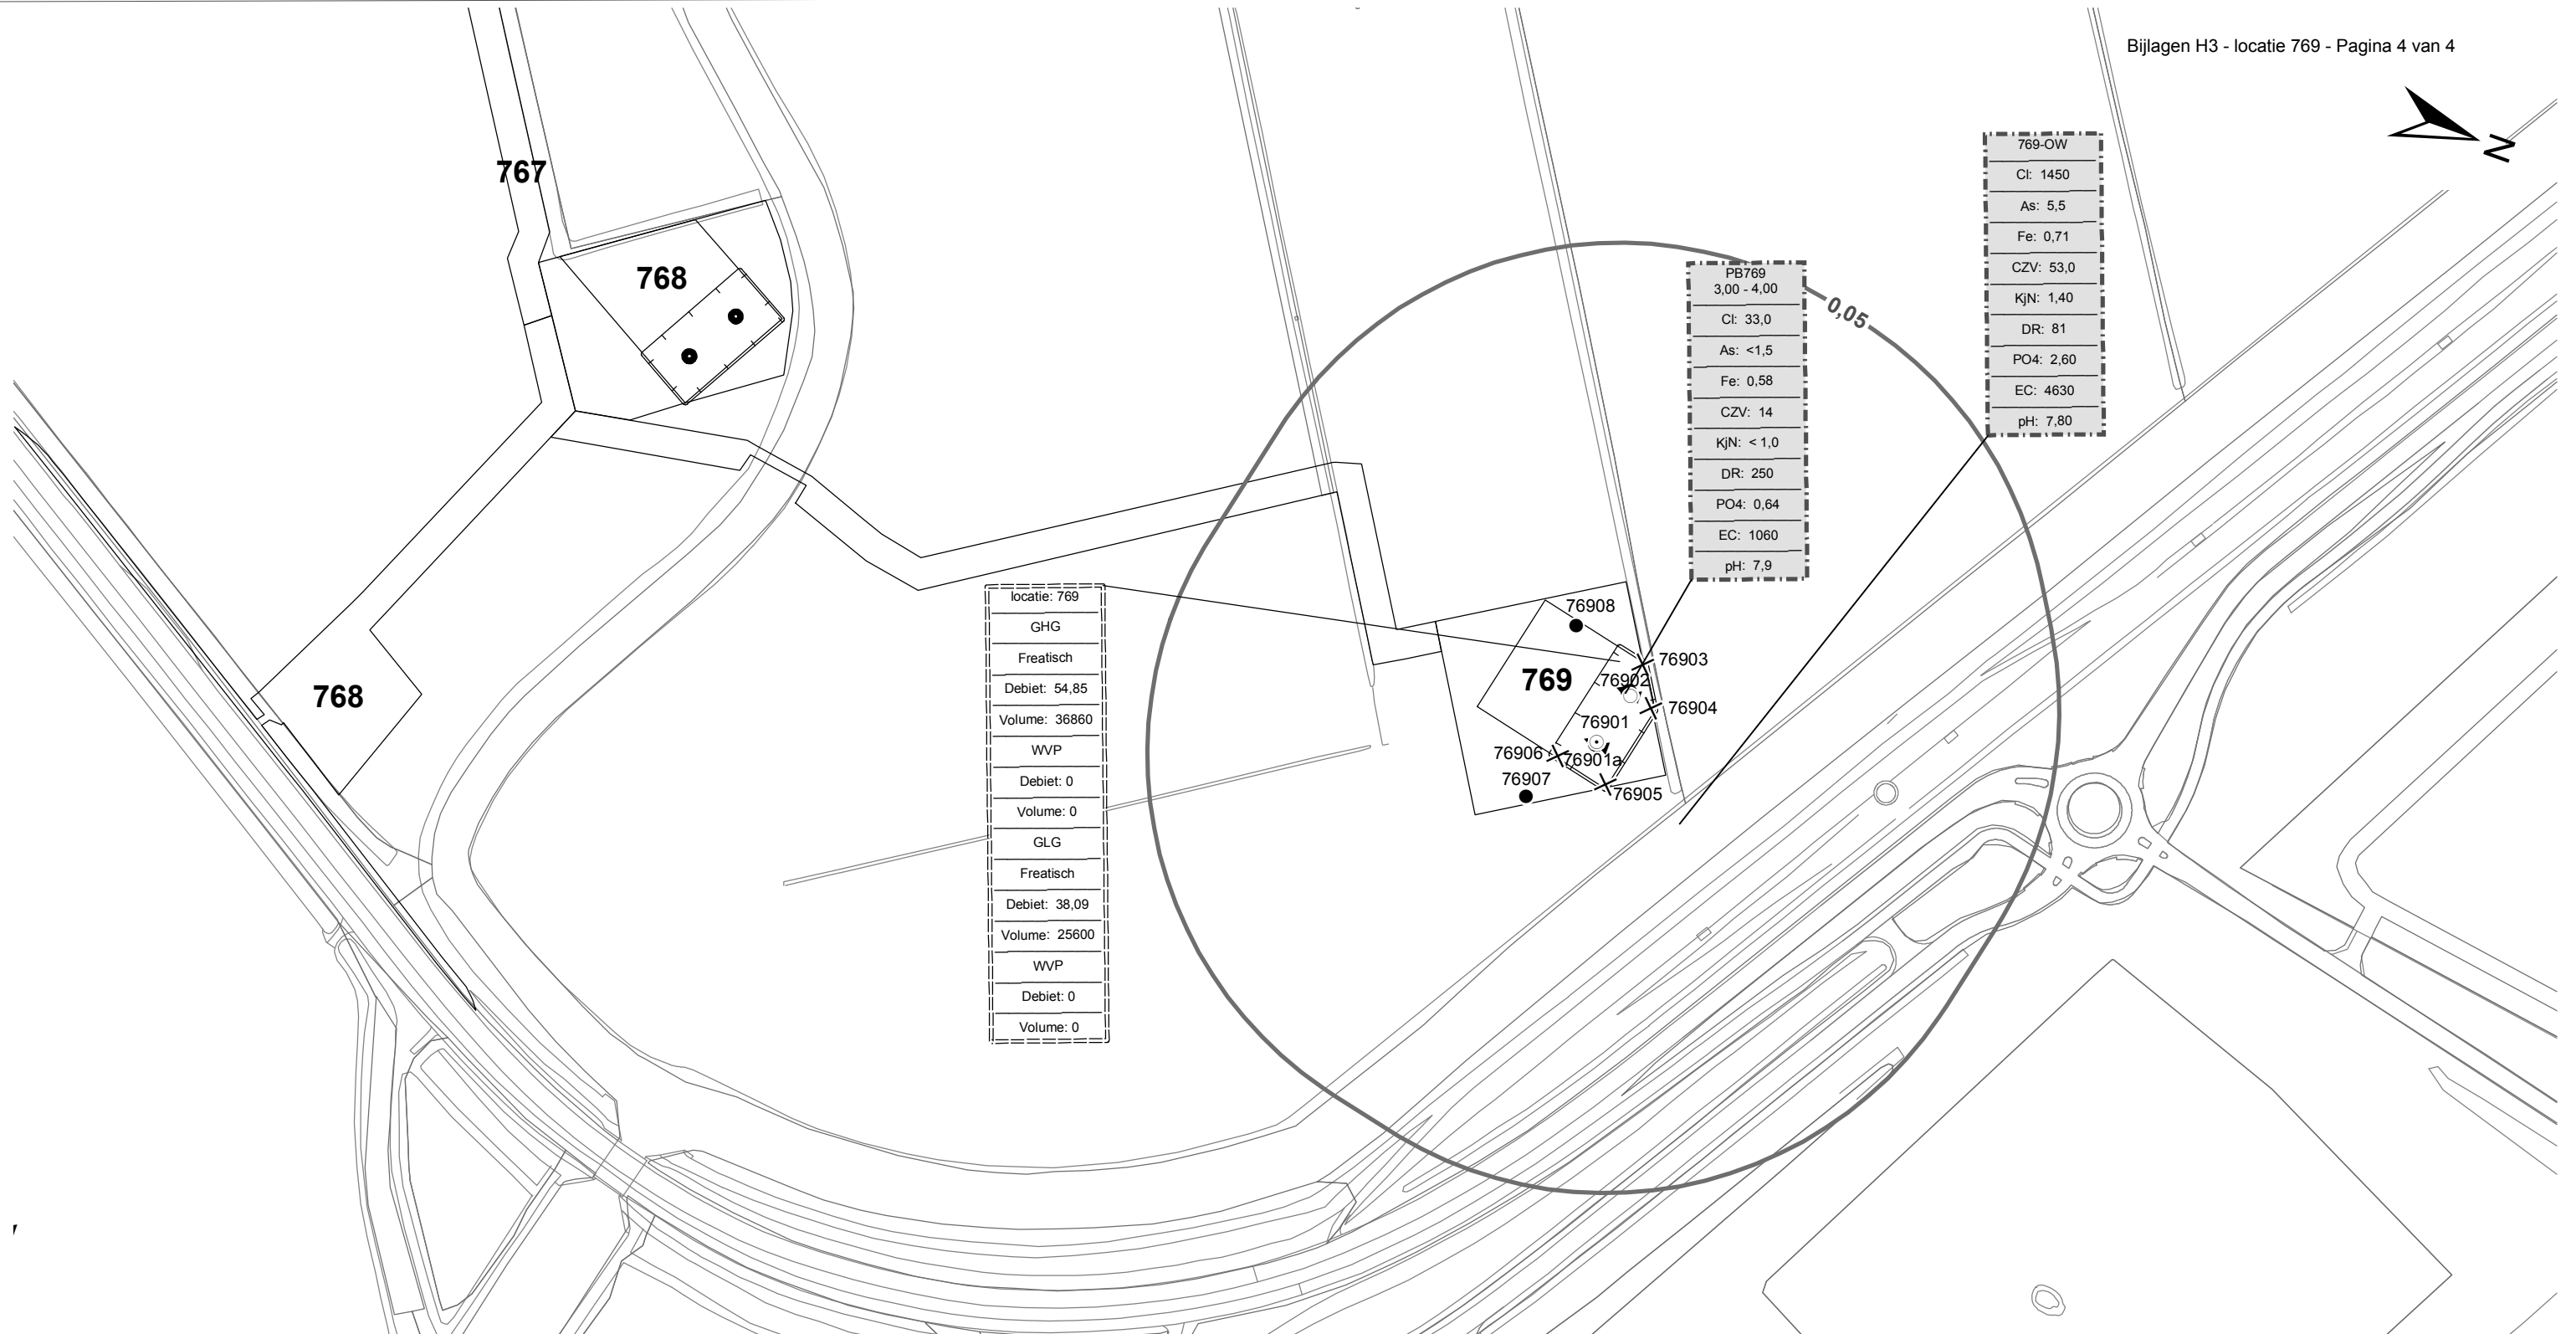 Bijlagen H3 - locatie 769 - Pagina 4 van 4
N
767
768
768
0,05
769-OW
Cl: 1450
As: 5,5
Fe: 0,71
CZV: 53,0
KjN: 1,40
DR: 81
PO4: 2,60
EC: 4630
pH: 7,80
PB769
3,00 - 4,00
Cl: 33,0
As: <1,5
Fe: 0,58
CZV: 14
KjN: < 1,0
DR: 250
PO4: 0,64
EC: 1060
pH: 7,9
locatie: 769
GHG
Freatisch
Debiet: 54,85
Volume: 36860
WVP
Debiet: 0
Volume: 0
GLG
Freatisch
Debiet: 38,09
Volume: 25600
WVP
Debiet: 0
Volume: 0
76908
76903
769
76902
76904
76901
76906
76901a
76907
76905